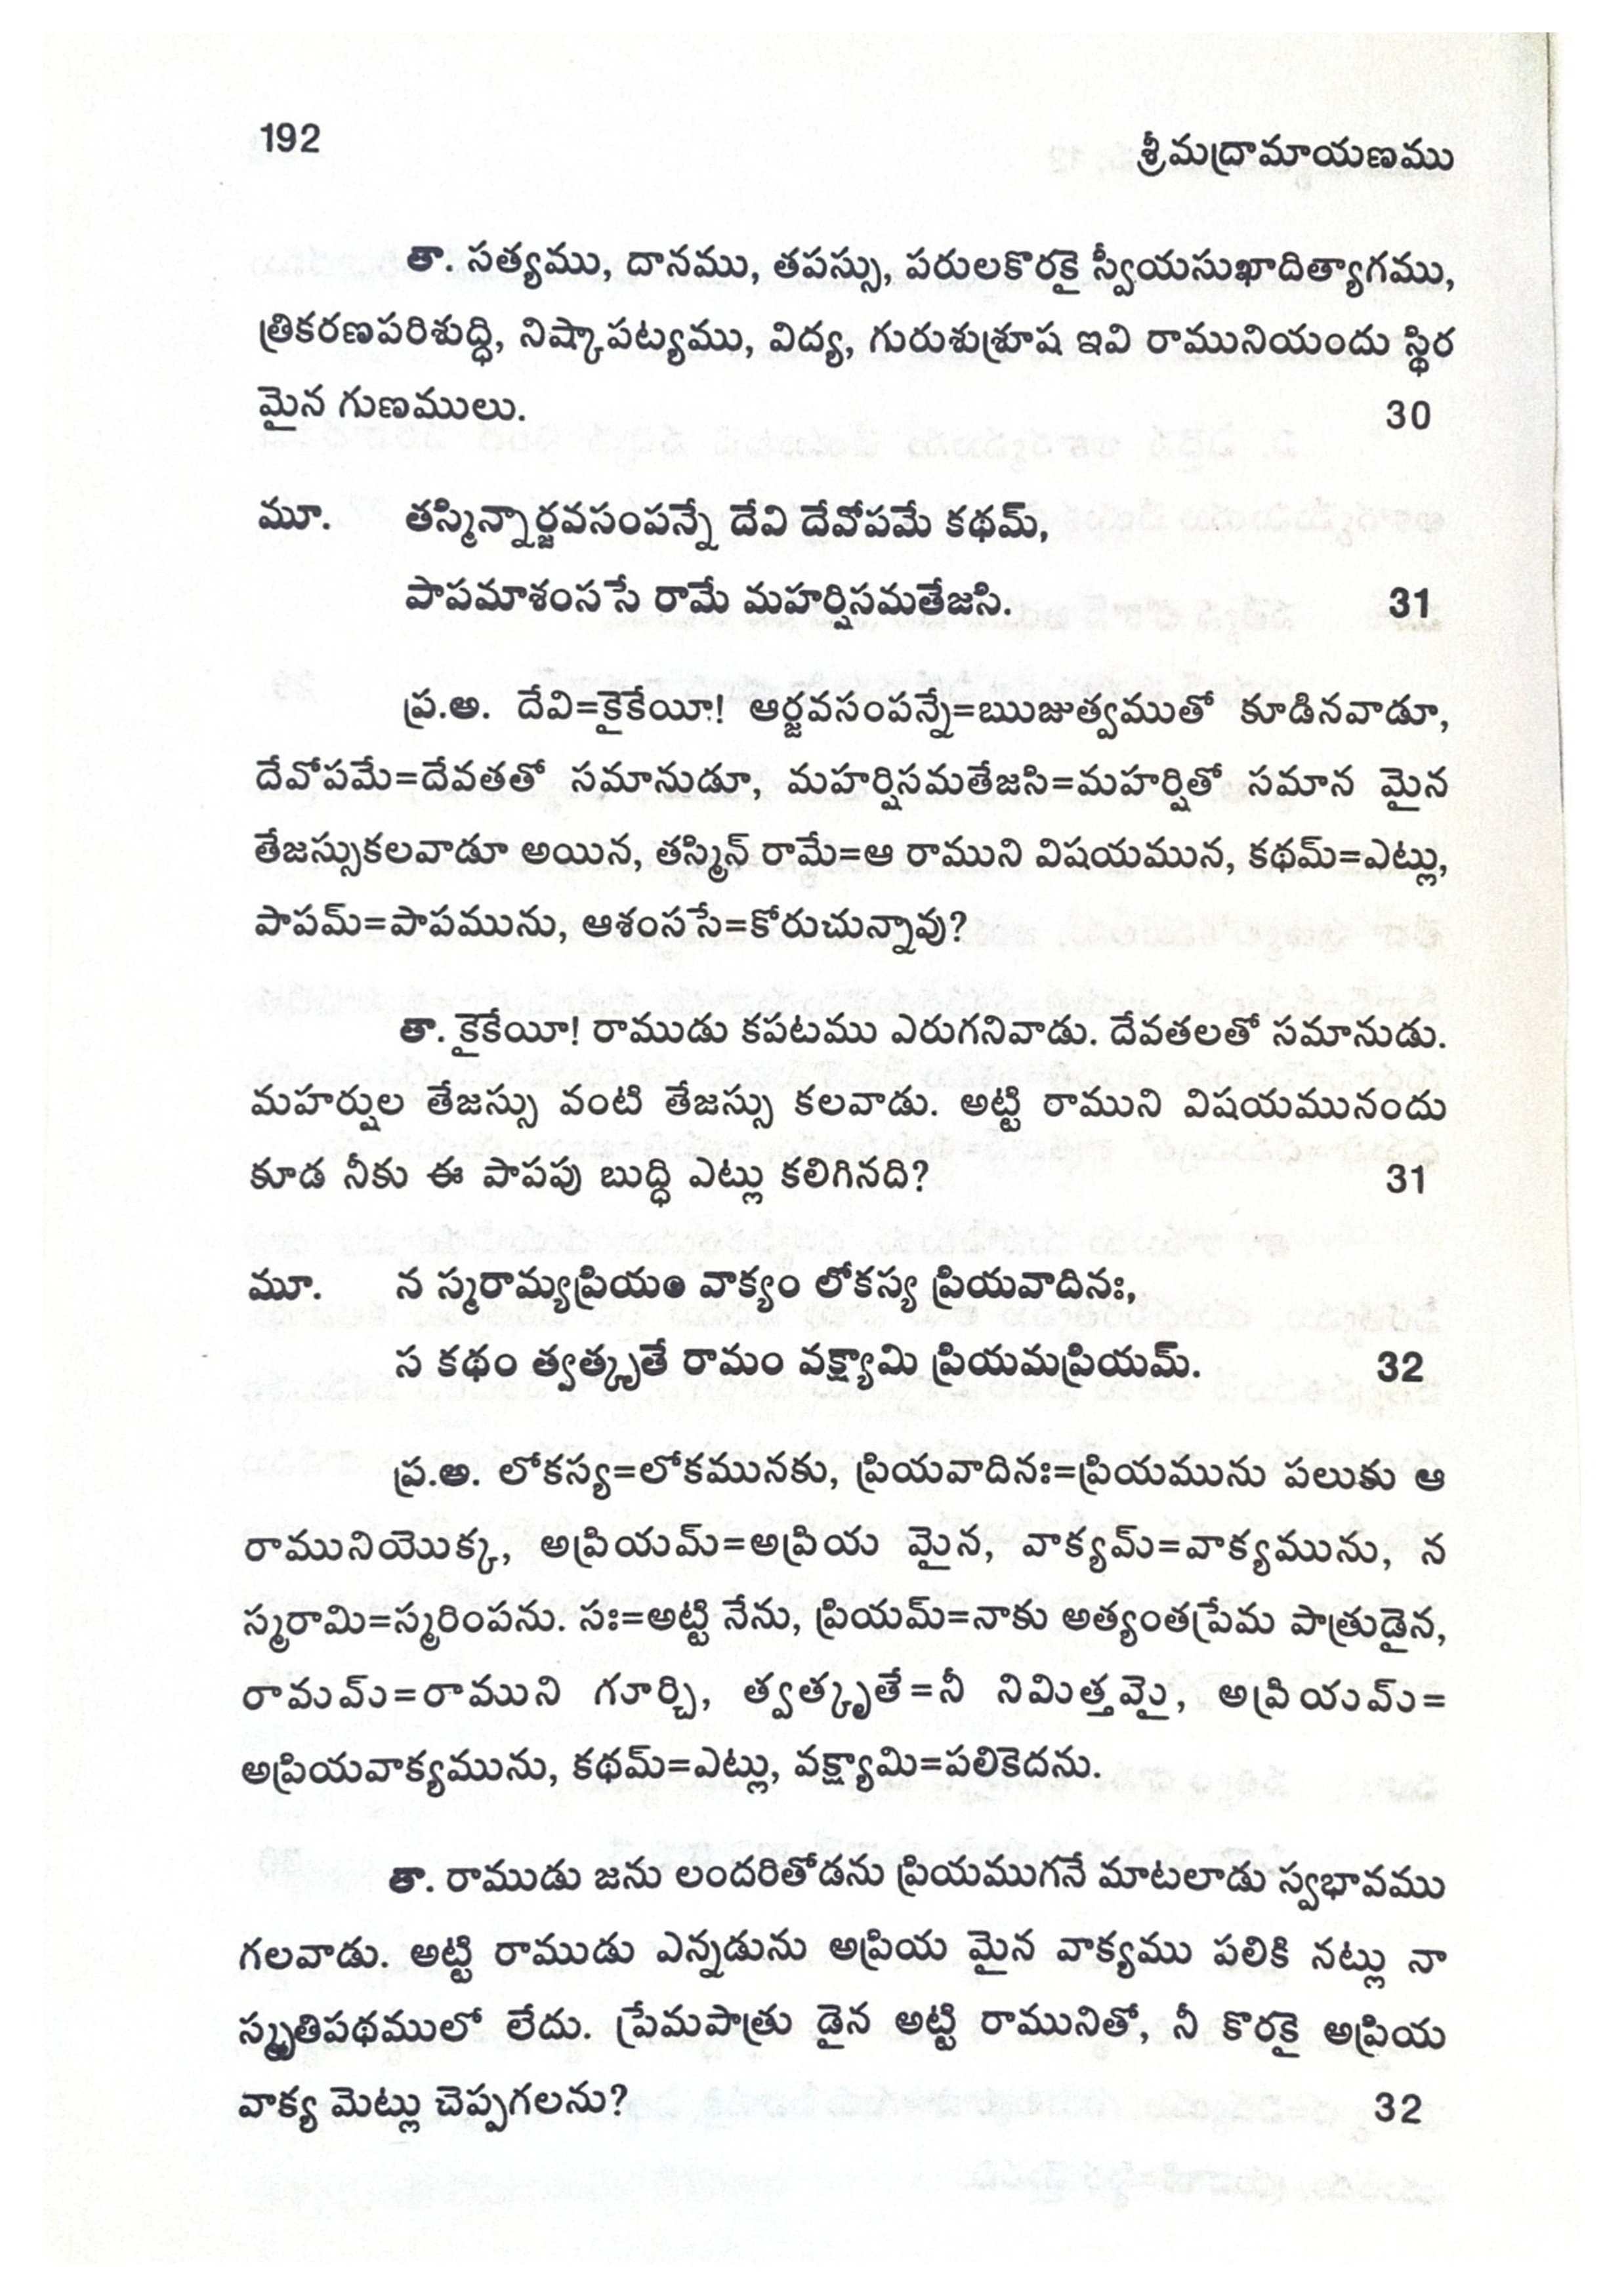 192
శ్రీమద్రామాయణము
తా. సత్యము, దానము, తపస్సు, పరులకొరకై స్వీయసుఖాదిత్యాగము,
త్రికరణపరిశుద్ధి, నిష్కాపట్యము, విద్య, గురుశుశ్రూష ఇవి రామునియందు స్థిర
మైన గుణములు. 30
మూ. తస్మిన్నార్జవసంపన్నే దేవి దేవోపమే కథమ్,
పాపమాశంససే రామే మహర్షిసమతేజసి. 31
ప్ర.అ. దేవి=కైకేయీ! ఆర్జవసంపన్నే=ఋజుత్వముతో కూడినవాడూ,
దేవోపమే=దేవతతో సమానుడూ, మహర్షిసమతేజసి=మహర్షితో సమాన మైన
తేజస్సుకలవాడూ అయిన, తస్మిన్ రామే=ఆ రాముని విషయమున, కథమ్=ఎట్లు,
పాపమ్=పాపమును, ఆశంససే=కోరుచున్నావు?
తా. కైకేయీ! రాముడు కపటము ఎరుగనివాడు. దేవతలతో సమానుడు.
మహర్షుల తేజస్సు వంటి తేజస్సు కలవాడు. అట్టి రాముని విషయమునందు
కూడ నీకు ఈ పాపపు బుద్ధి ఎట్లు కలిగినది? 31
మూ. న స్మరామ్యప్రియం వాక్యం లోకస్య ప్రియవాదినః,
స కథం త్వత్కృతే రామం వక్ష్యామి ప్రియమప్రియమ్. 32
ప్ర.అ. లోకస్య=లోకమునకు, ప్రియవాదినః=ప్రియమును పలుకు ఆ
రామునియొక్క, అప్రియమ్=అప్రియ మైన, వాక్యమ్=వాక్యమును, న
స్మరామి=స్మరింపను. సః=అట్టి నేను, ప్రియమ్=నాకు అత్యంతప్రేమ పాత్రుడైన,
రామమ్=రాముని గూర్చి, త్వత్కృతే=నీ నిమిత్తమై, అప్రియమ్=
అప్రియవాక్యమును, కథమ్=ఎట్లు, వక్ష్యామి=పలికెదను.
తా. రాముడు జను లందరితోడను ప్రియముగనే మాటలాడు స్వభావము
గలవాడు. అట్టి రాముడు ఎన్నడును అప్రియ మైన వాక్యము పలికి నట్లు నా
స్మృతిపథములో లేదు. ప్రేమపాత్రు డైన అట్టి రామునితో, నీ కొరకై అప్రియ
వాక్య మెట్లు చెప్పగలను? 32